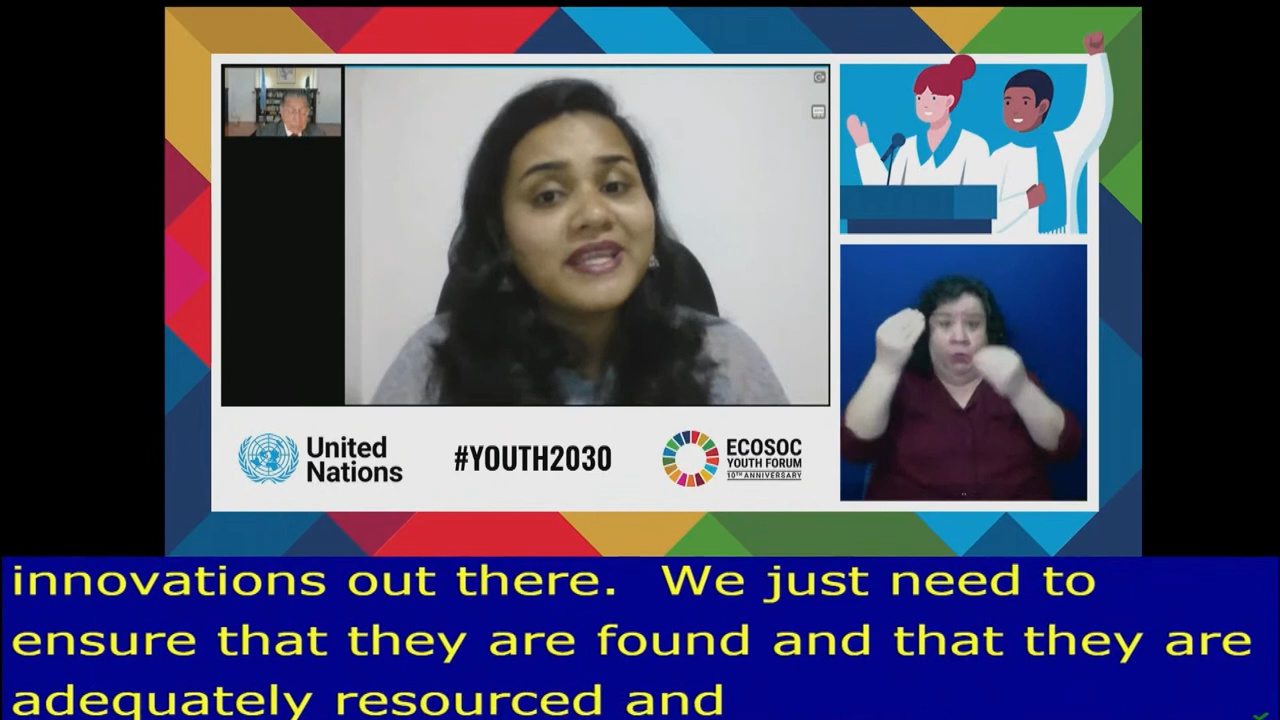 United
Nations
#YOUTH2030
ECOSOC
YOUTH FORUM
10TH ANNIVERSARY
innovations out there.  We just need to
ensure that they are found and that they are
adequately resourced and